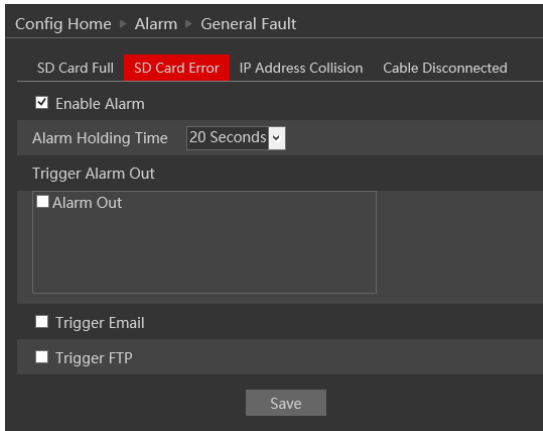 Config Home ▶ Alarm ▶ General Fault
SD Card Full SD Card Error IP Address Collision Cable Disconnected
Enable Alarm
Alarm Holding Time 20 Seconds
Trigger Alarm Out
Alarm Out
Trigger Email
Trigger FTP
Save